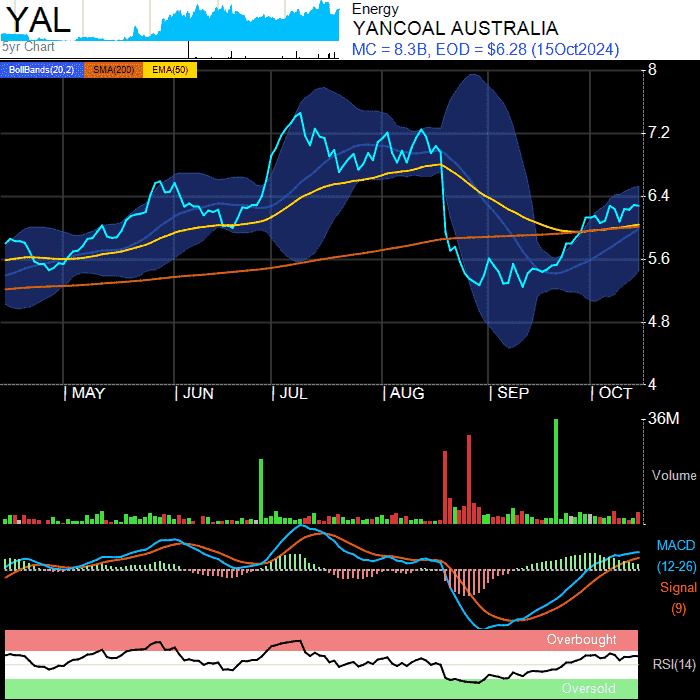 YAL
5yr Chart
Energy
YANCOAL AUSTRALIA
MC = 8.3B, EOD = $6.28 (15Oct2024)
BollBands(20,2) SMA(200) EMA(50)
8
7.2
6.4
5.6
4.8
4
MAY JUN JUL AUG SEP OCT
36M
Volume
MACD
(12-26)
Signal
(9)
Overbought
RSI(14)
Oversold